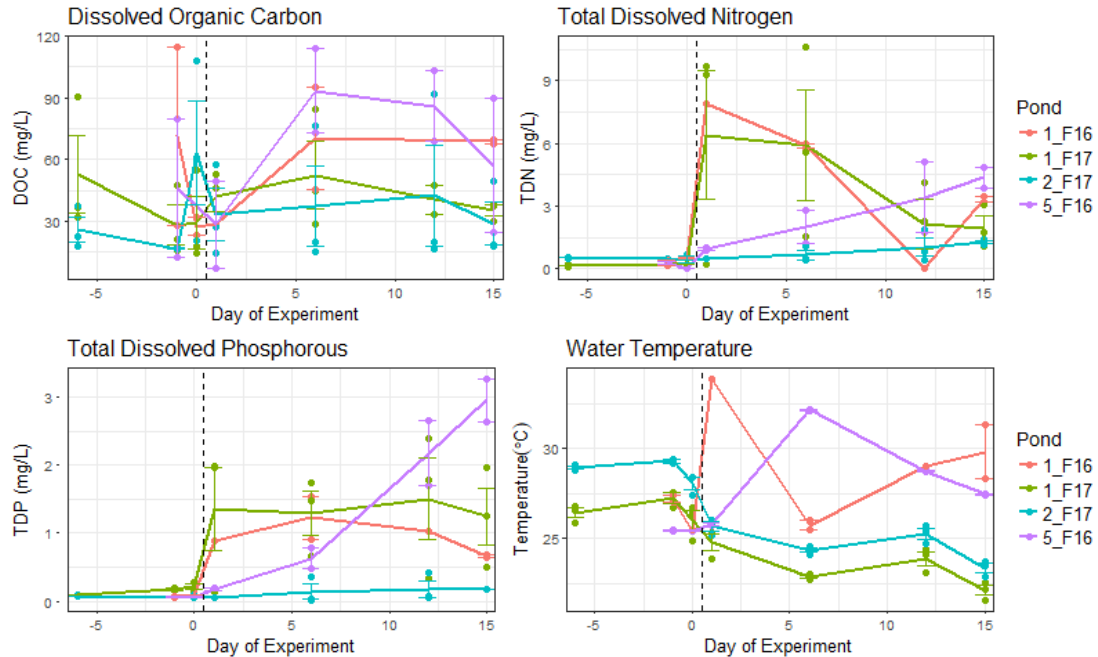 Dissolved Organic Carbon
DOC (mg/L)
120
90
60
30
-5 0 5 10 15
Day of Experiment
Total Dissolved Nitrogen
TDN (mg/L)
9
6
3
0
-5 0 5 10 15
Day of Experiment
Pond
1_F16
1_F17
2_F17
5_F16
Total Dissolved Phosphorous
TDP (mg/L)
3
2
1
0
-5 0 5 10 15
Day of Experiment
Water Temperature
Temperature(°C)
30
25
-5 0 5 10 15
Day of Experiment
Pond
1_F16
1_F17
2_F17
5_F16